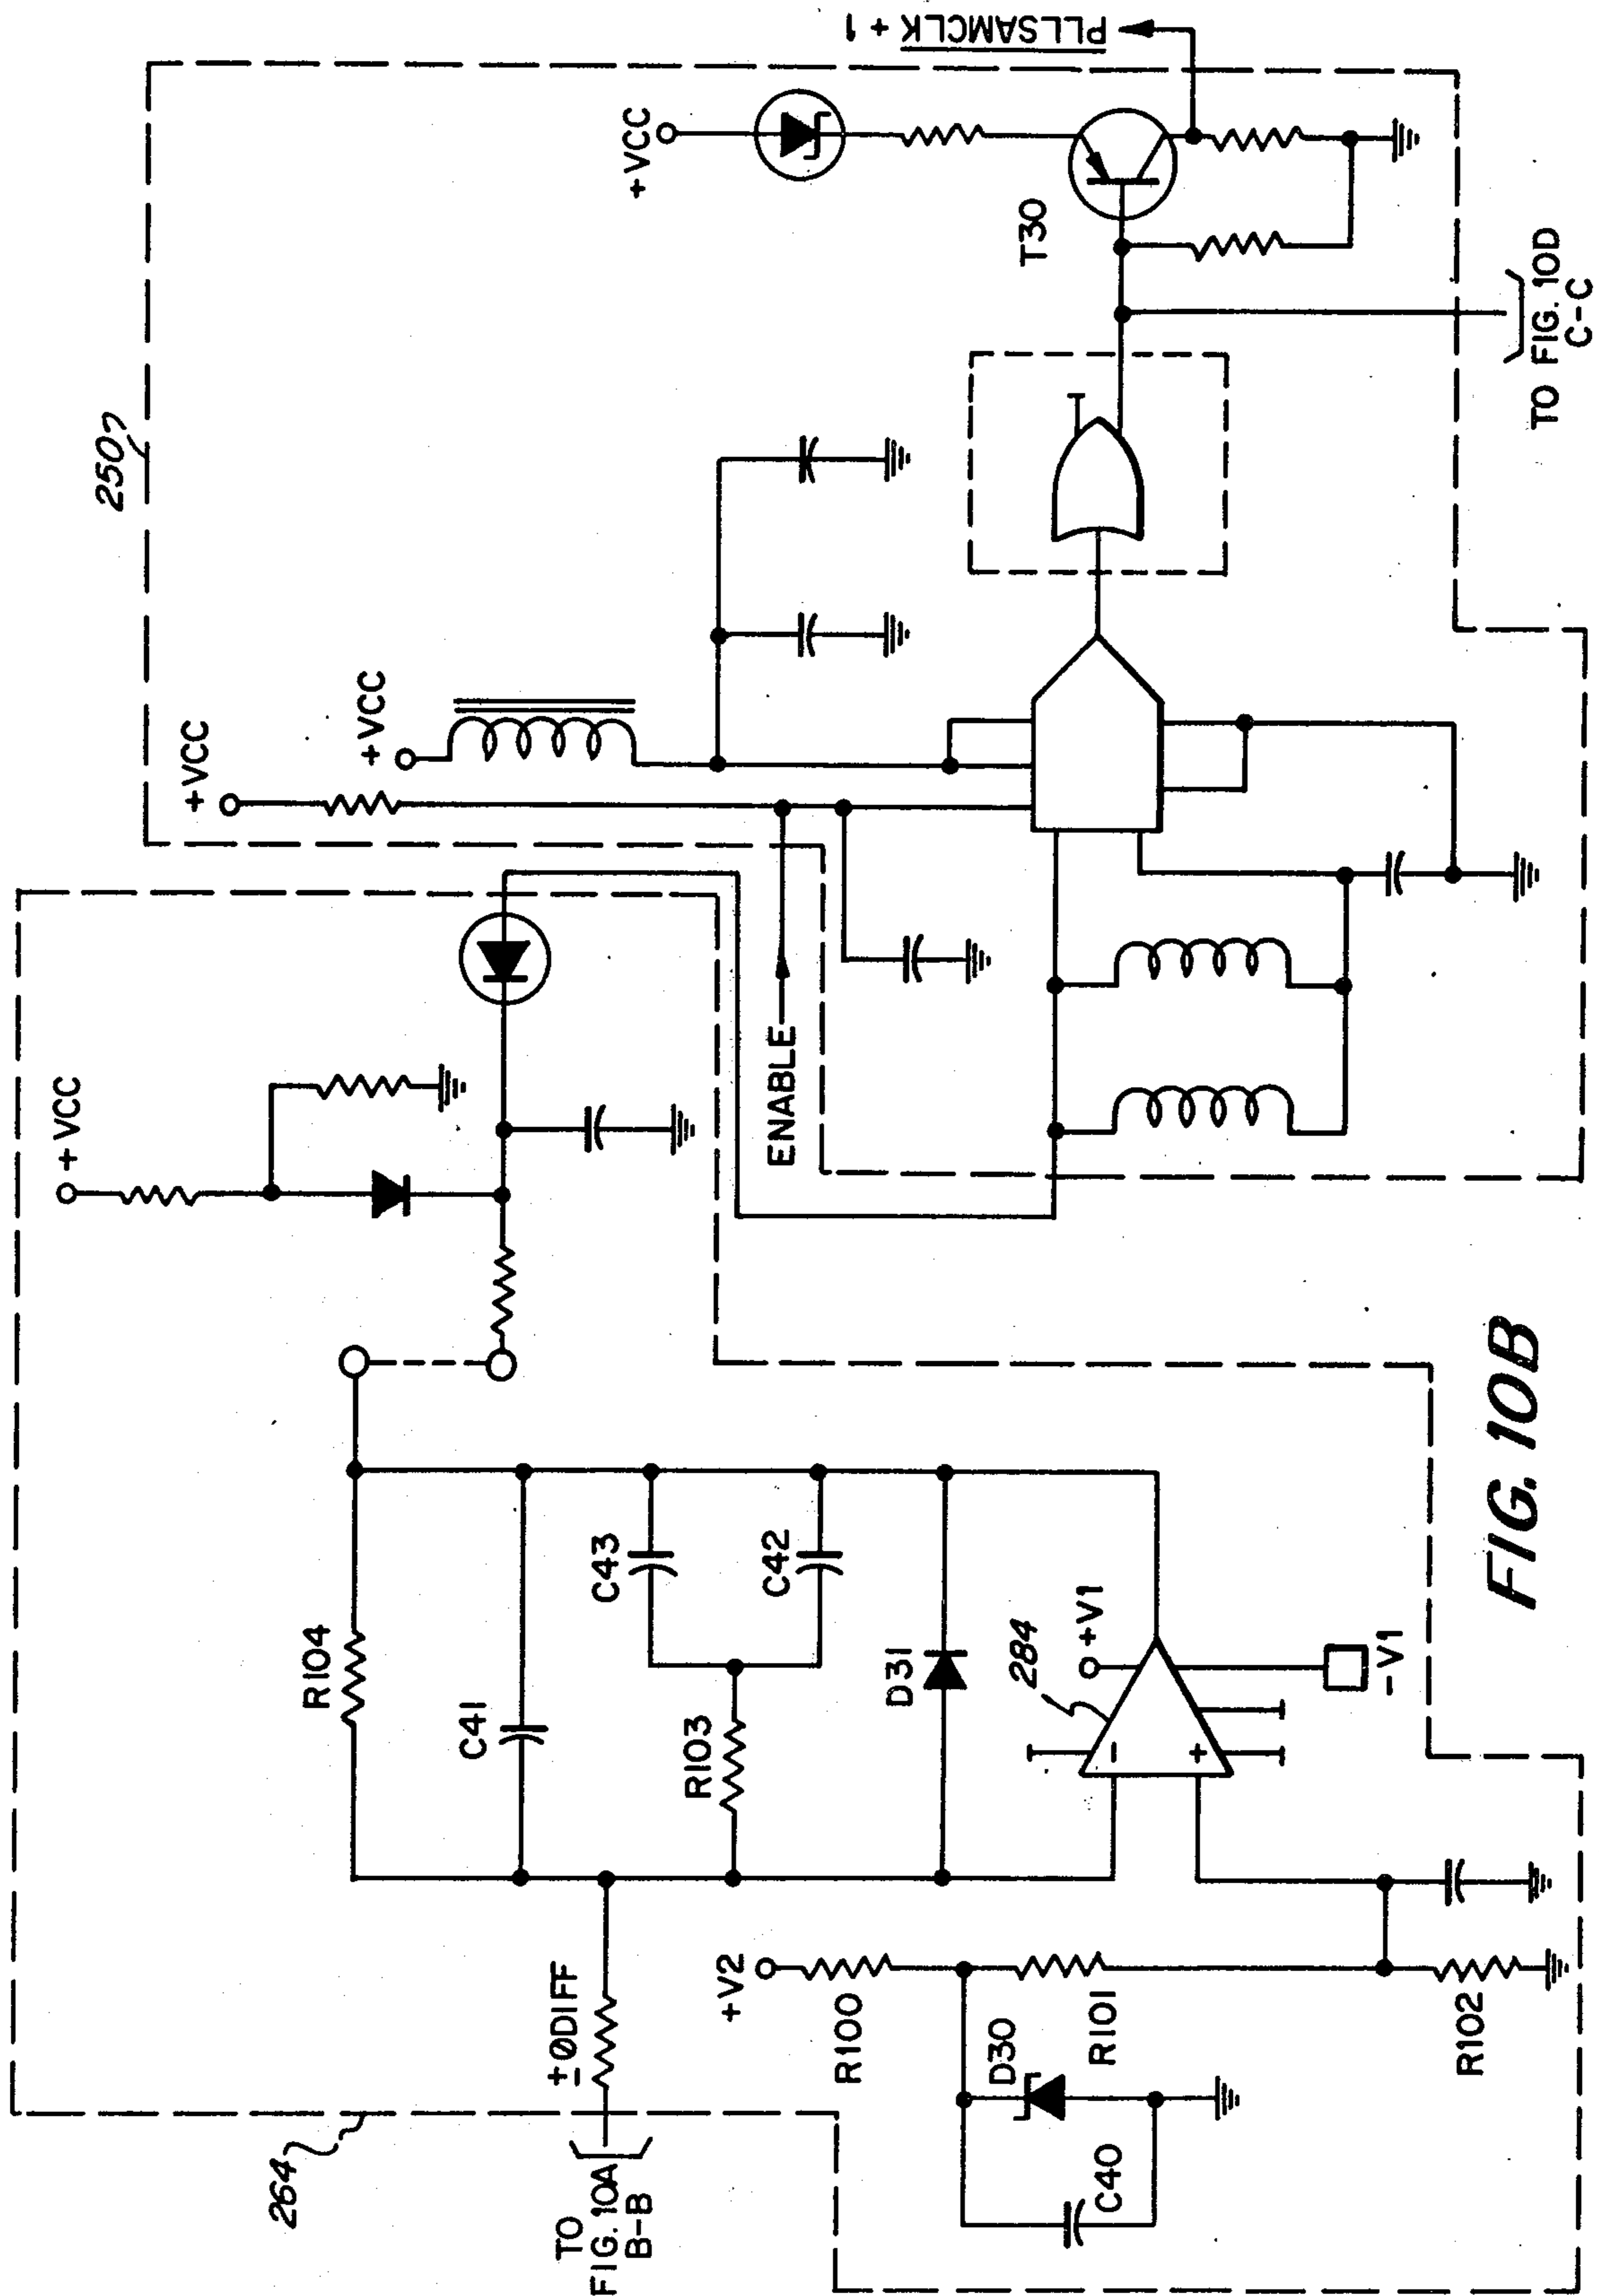 250
+VCC
+VCC
+VCC
+VCC
PLLSAMCLK + 1
T30
TO FIG. 10D
C-C
ENABLE
264
TO
FIG. 10A
B-B
±ØDIFF
R104
C41
C43
C42
R103
D31
284
+V1
-V1
-
+
+V2
R100
D30
R101
C40
R102
FIG. 10B